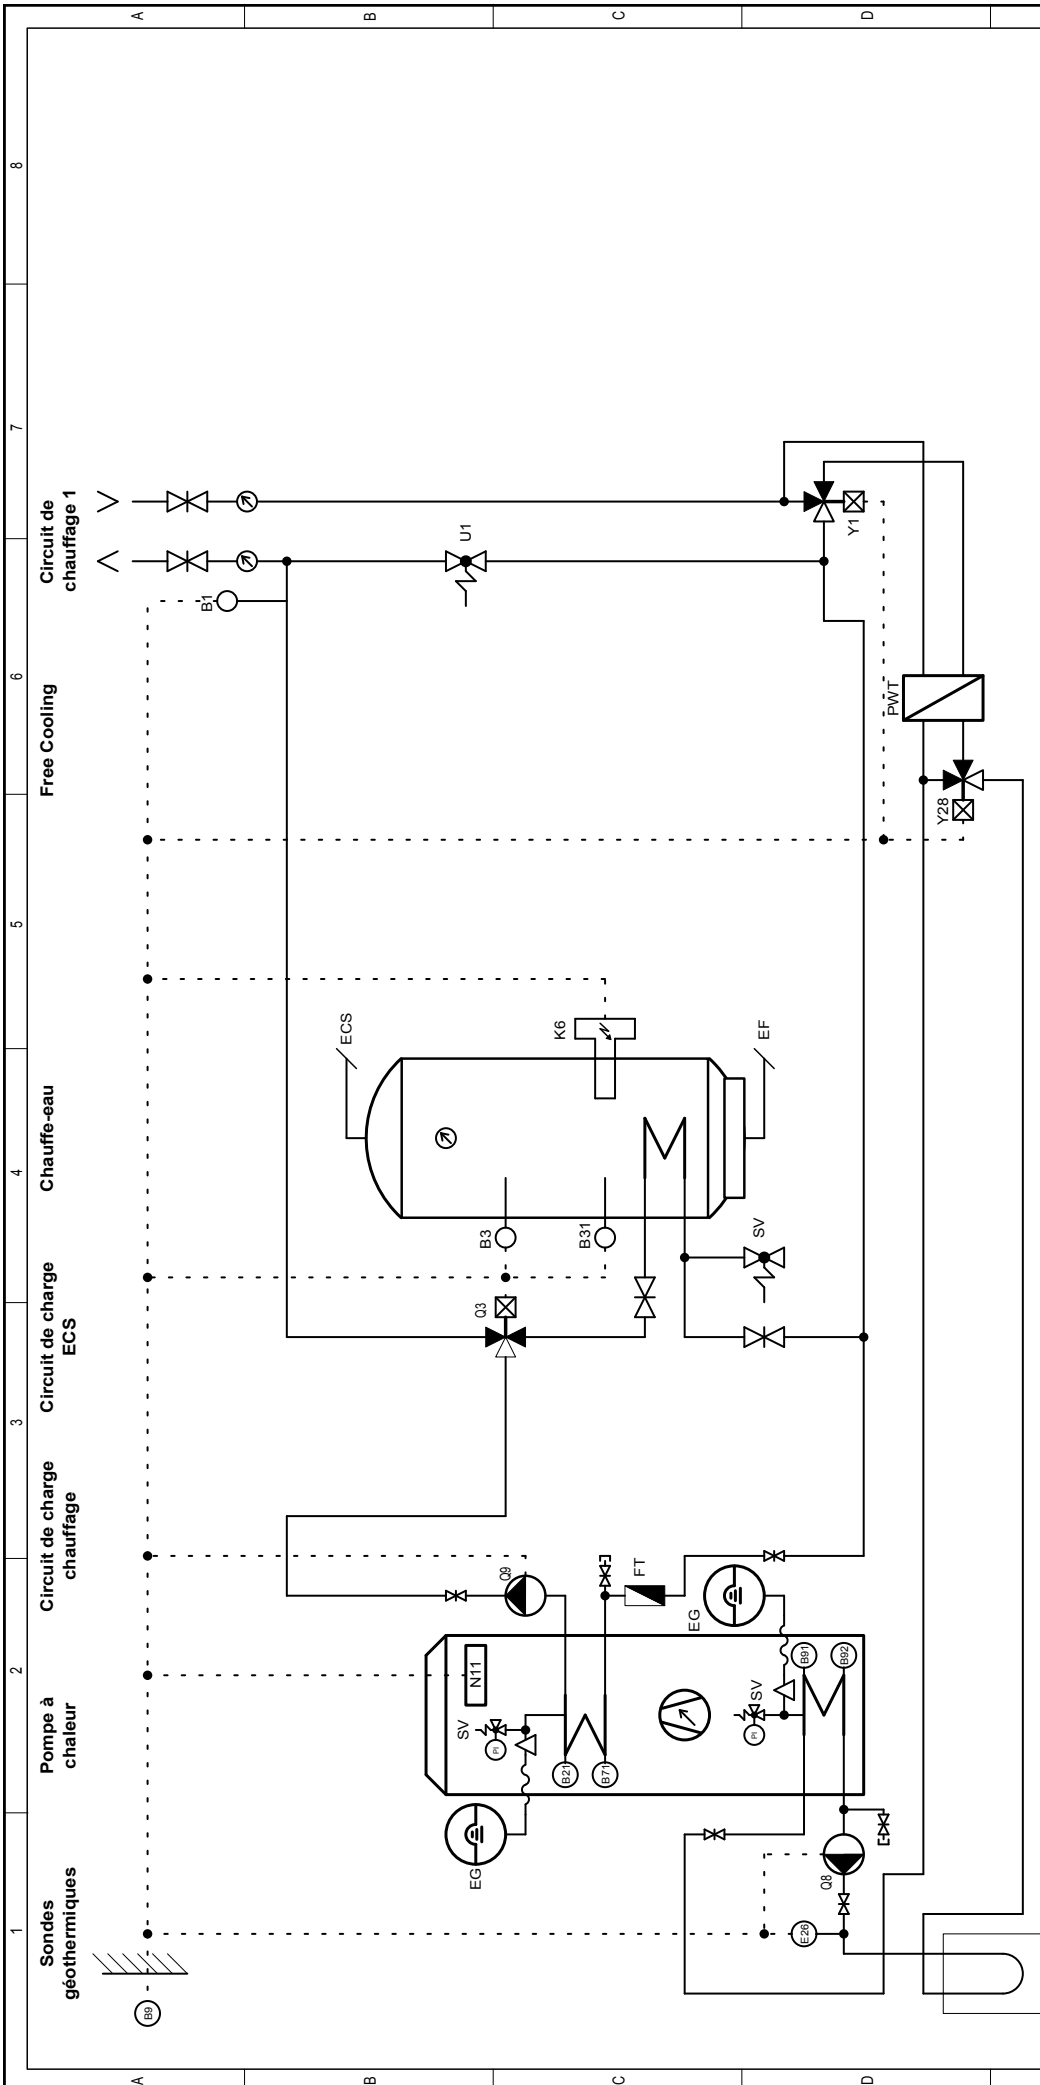 A
B
C
D
8
7
6
5
4
3
2
1
Sondes
géothermiques
Pompe à
chaleur
Circuit de charge
chauffage
Circuit de charge
ECS
Chauffe-eau
Free Cooling
Circuit de
chauffage 1
B9
B1
U1
Y1
PWT
Y28
ECS
K6
EF
B3
B31
SV
Q3
Q9
FT
EG
N11
SV
PI
B21
B71
SV
PI
B91
B92
EG
Q8
E26
A
B
C
D